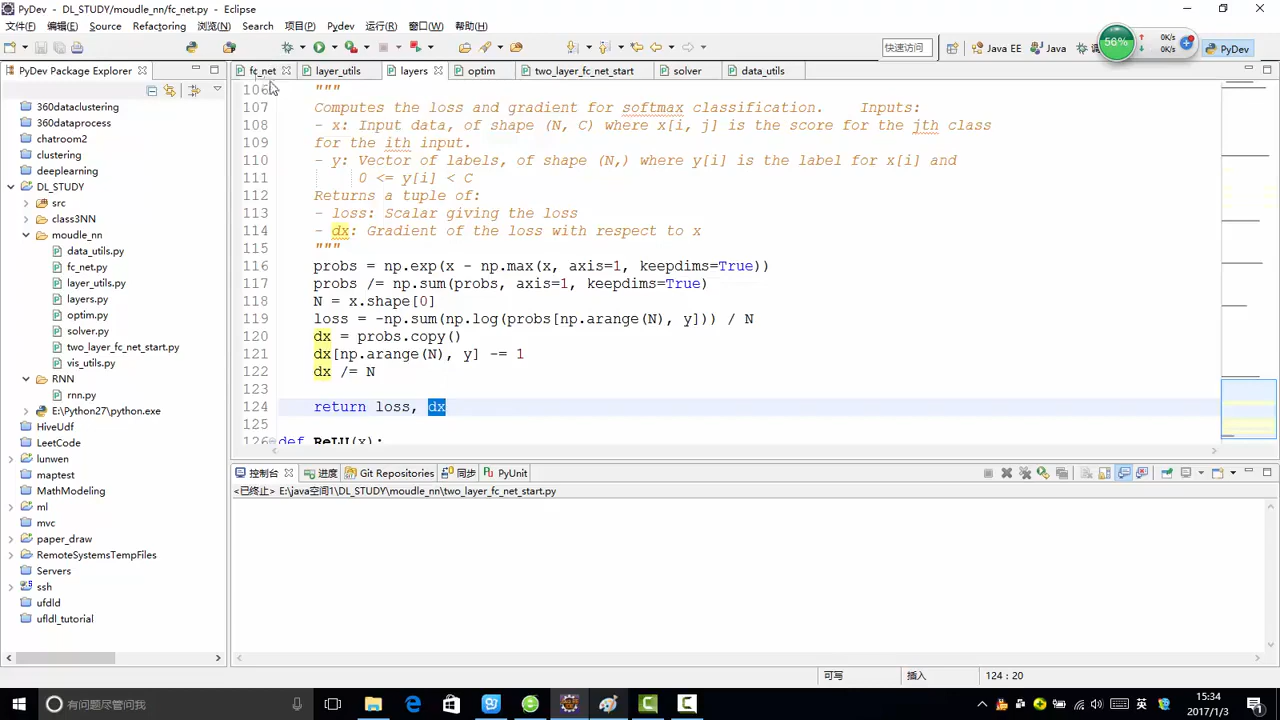 PyDev - DL_STUDY/moudle_nn/fc_net.py - Eclipse
文件(F) 编辑(E) Source Refactoring 浏览(N) Search 项目(P) Pydev 运行(R) 窗口(W) 帮助(H)
快速访问 Java EE Java PyDev
56% 0K/s
0K/s
PyDev Package Explorer
fc_net layer_utils layers optim two_layer_fc_net_start solver data_utils
360dataclustering
360dataprocess
chatroom2
clustering
deeplearning
DL_STUDY
src
class3NN
moudle_nn
data_utils.py
fc_net.py
layer_utils.py
layers.py
optim.py
solver.py
two_layer_fc_net_start.py
vis_utils.py
RNN
rnn.py
E:\Python27\python.exe
HiveUdf
LeetCode
lunwen
maptest
MathModeling
ml
mvc
paper_draw
RemoteSystemsTempFiles
Servers
ssh
ufdld
ufldl_tutorial
106 """
107 Computes the loss and gradient for softmax classification. Inputs:
108 - x: Input data, of shape (N, C) where x[i, j] is the score for the jth class
109 for the ith input.
110 - y: Vector of labels, of shape (N,) where y[i] is the label for x[i] and
111 0 <= y[i] < C
112 Returns a tuple of:
113 - loss: Scalar giving the loss
114 - dx: Gradient of the loss with respect to x
115 """
116 probs = np.exp(x - np.max(x, axis=1, keepdims=True))
117 probs /= np.sum(probs, axis=1, keepdims=True)
118 N = x.shape[0]
119 loss = -np.sum(np.log(probs[np.arange(N), y])) / N
120 dx = probs.copy()
121 dx[np.arange(N), y] -= 1
122 dx /= N
123
124 return loss, dx
125
126 def ReLU(x):
控制台 进度 Git Repositories 同步 PyUnit
<已终止> E:\java空间1\DL_STUDY\moudle_nn\two_layer_fc_net_start.py
可写 插入 124 : 20
有问题尽管问我
英
15:34
2017/1/3